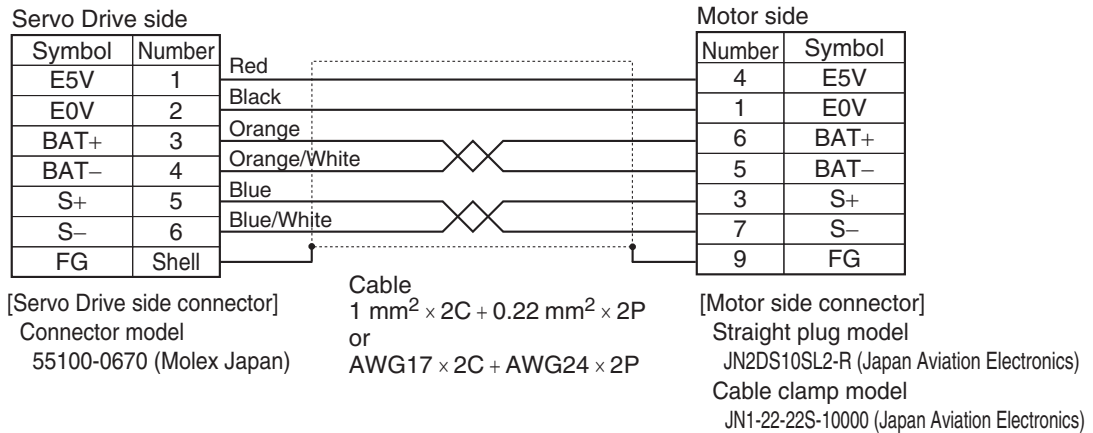 Servo Drive side
Motor side
Symbol Number
Number Symbol
E5V 1 Red 4 E5V
E0V 2 Black 1 E0V
BAT+ 3 Orange 6 BAT+
BAT− 4 Orange/White 5 BAT−
S+ 5 Blue 3 S+
S− 6 Blue/White 7 S−
FG Shell 9 FG
[Servo Drive side connector]
Connector model
55100-0670 (Molex Japan)
Cable
1 mm² × 2C + 0.22 mm² × 2P
or
AWG17 × 2C + AWG24 × 2P
[Motor side connector]
Straight plug model
JN2DS10SL2-R (Japan Aviation Electronics)
Cable clamp model
JN1-22-22S-10000 (Japan Aviation Electronics)